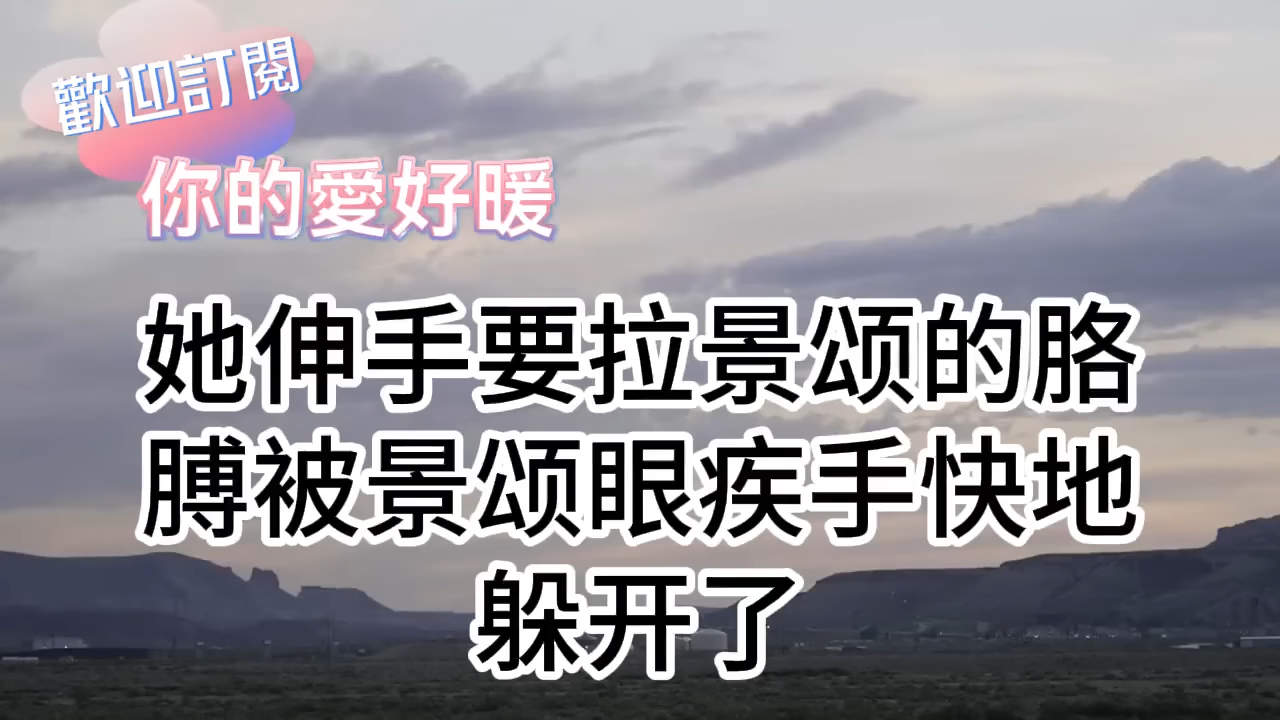 歡迎訂閱
你的愛好暖
她伸手要拉景颂的胳
膊被景颂眼疾手快地
躲开了